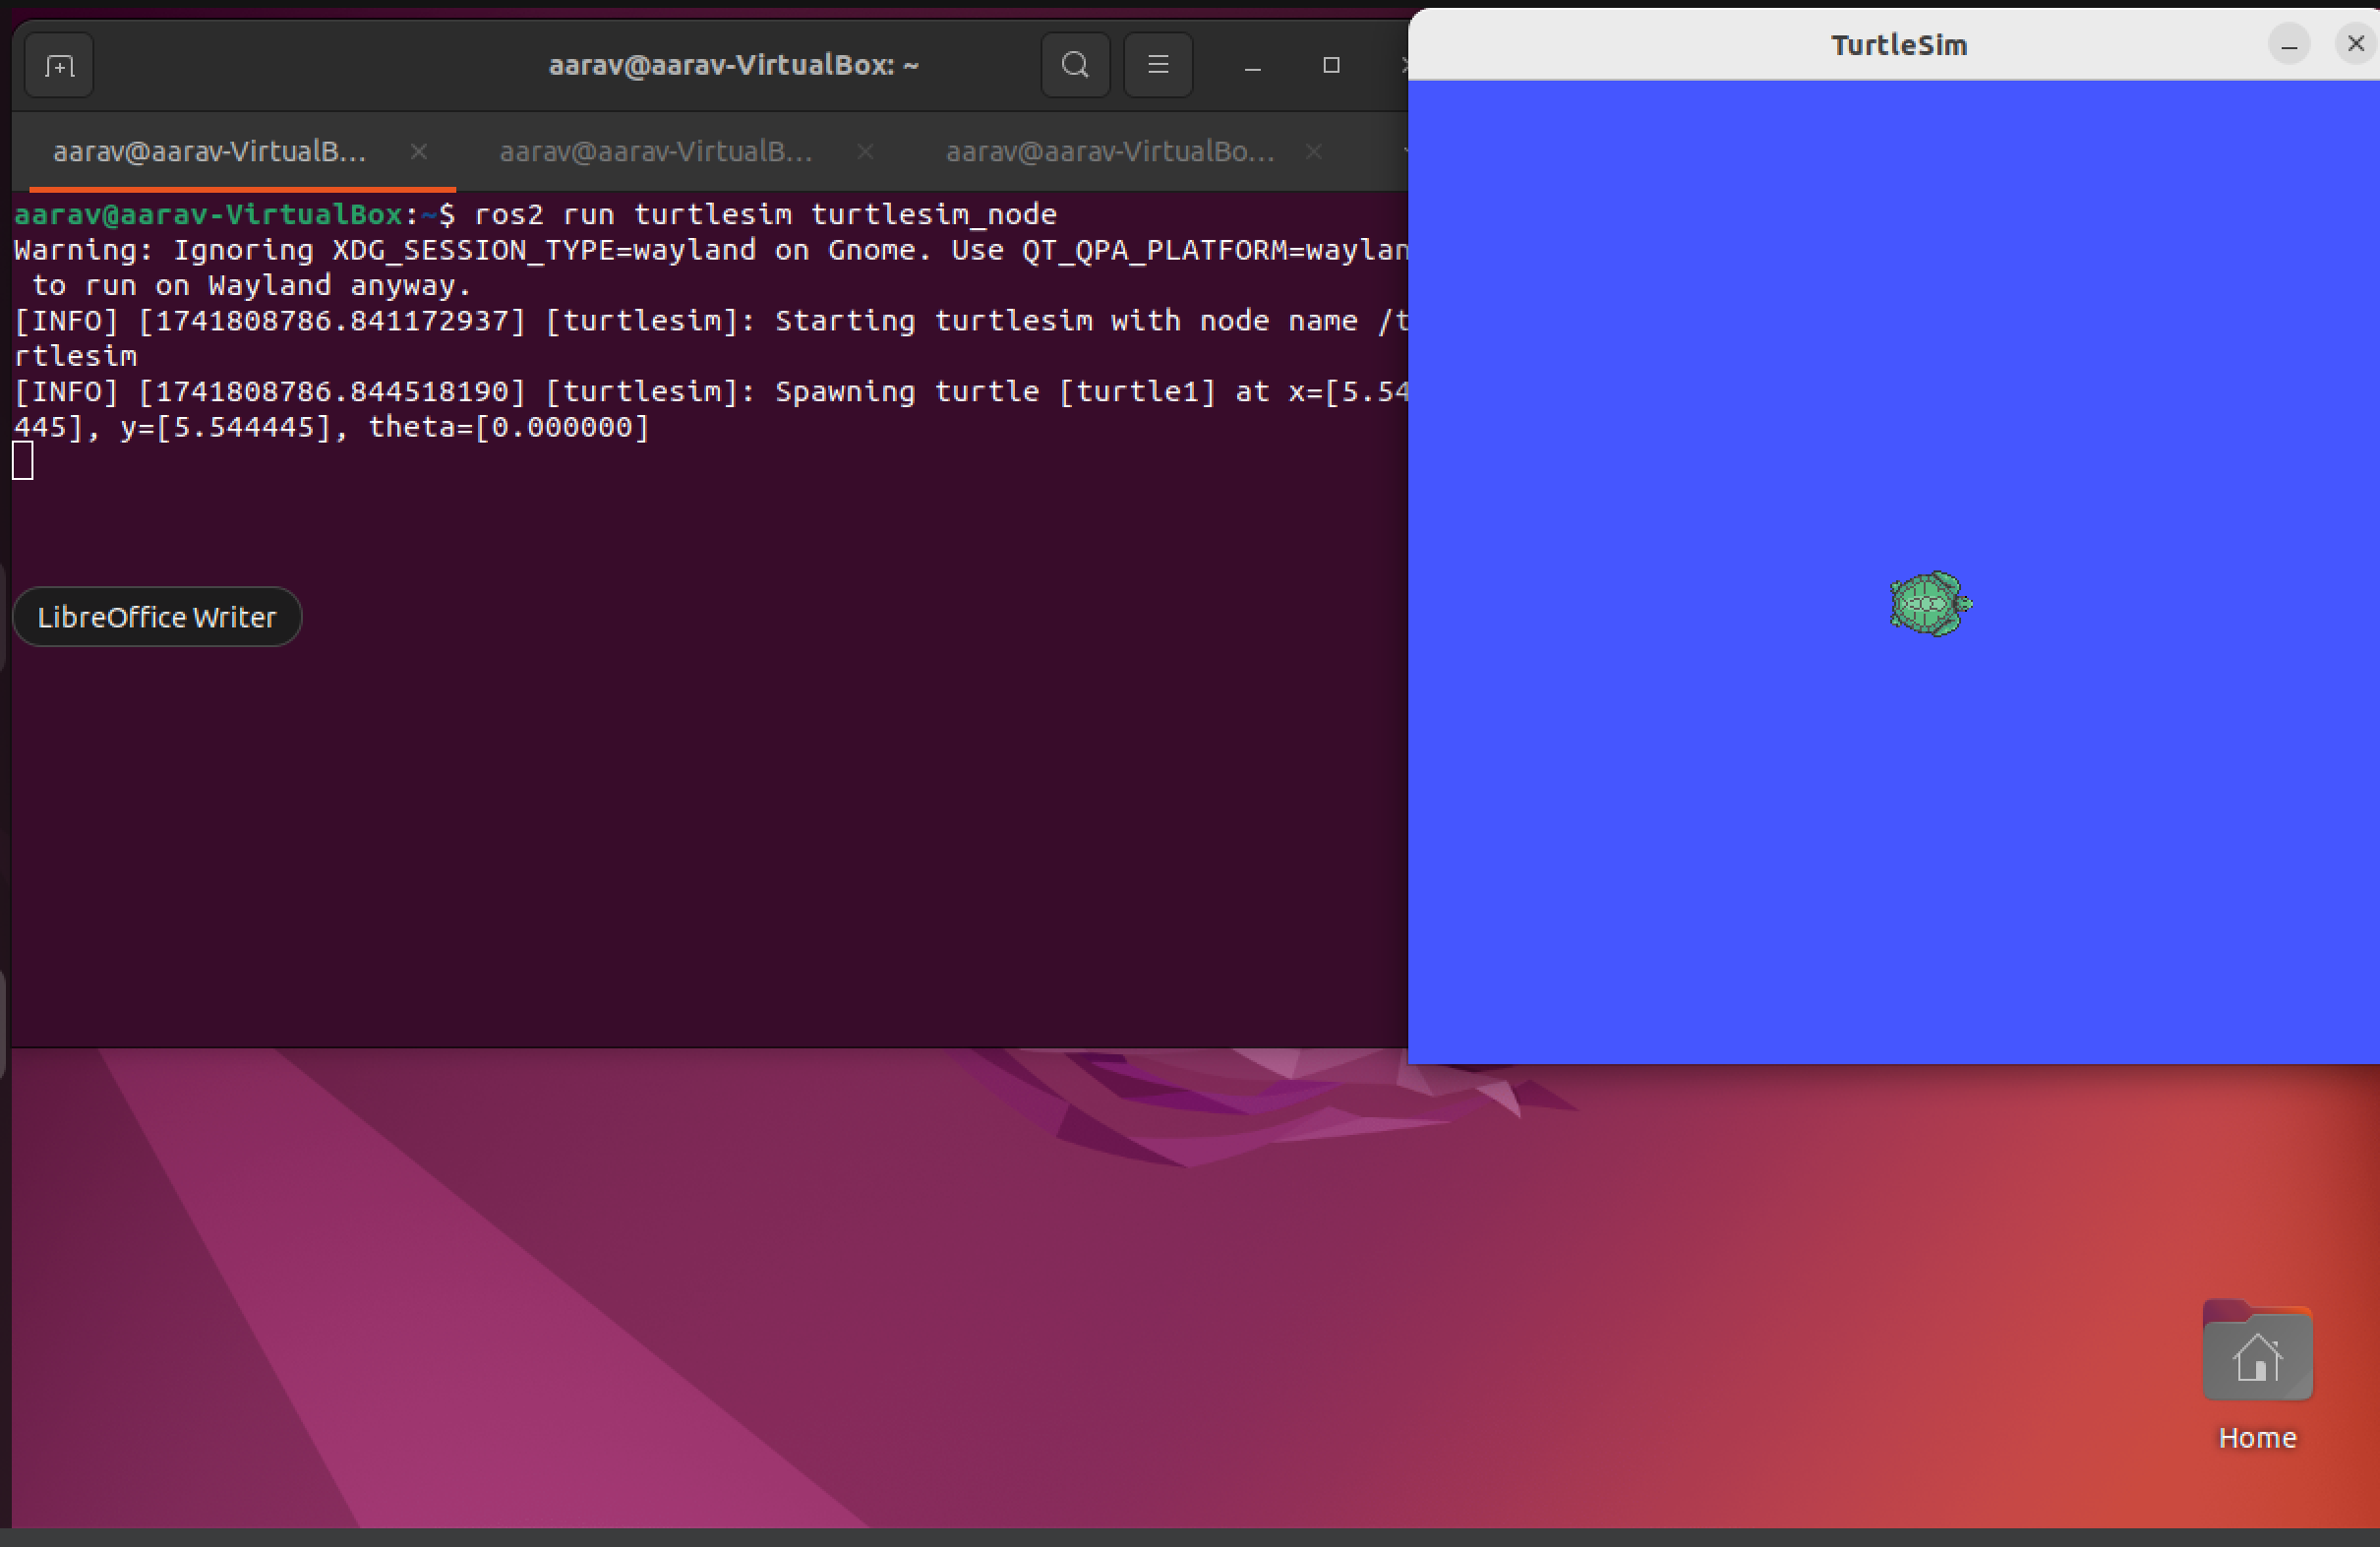 aarav@aarav-VirtualBox: ~
TurtleSim
aarav@aarav-VirtualB...
aarav@aarav-VirtualB...
aarav@aarav-VirtualBo...
aarav@aarav-VirtualBox:~$ ros2 run turtlesim turtlesim_node
Warning: Ignoring XDG_SESSION_TYPE=wayland on Gnome. Use QT_QPA_PLATFORM=waylan
to run on Wayland anyway.
[INFO] [1741808786.841172937] [turtlesim]: Starting turtlesim with node name /t
rtlesim
[INFO] [1741808786.844518190] [turtlesim]: Spawning turtle [turtle1] at x=[5.54
445], y=[5.544445], theta=[0.000000]
LibreOffice Writer
Home